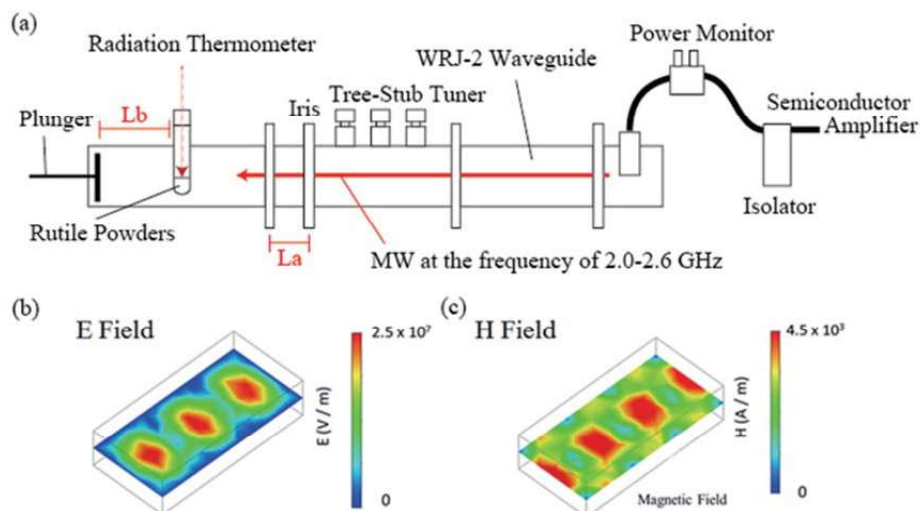 (a)
Radiation Thermometer
Plunger
Lb
Iris
Tree-Stub Tuner
WRJ-2 Waveguide
Power Monitor
Semiconductor
Amplifier
Isolator
Rutile Powders
La
MW at the frequency of 2.0-2.6 GHz
(b)
E Field
2.5 x 10⁷
E (V / m)
0
(c)
H Field
4.5 x 10³
H (A / m)
0
Magnetic Field